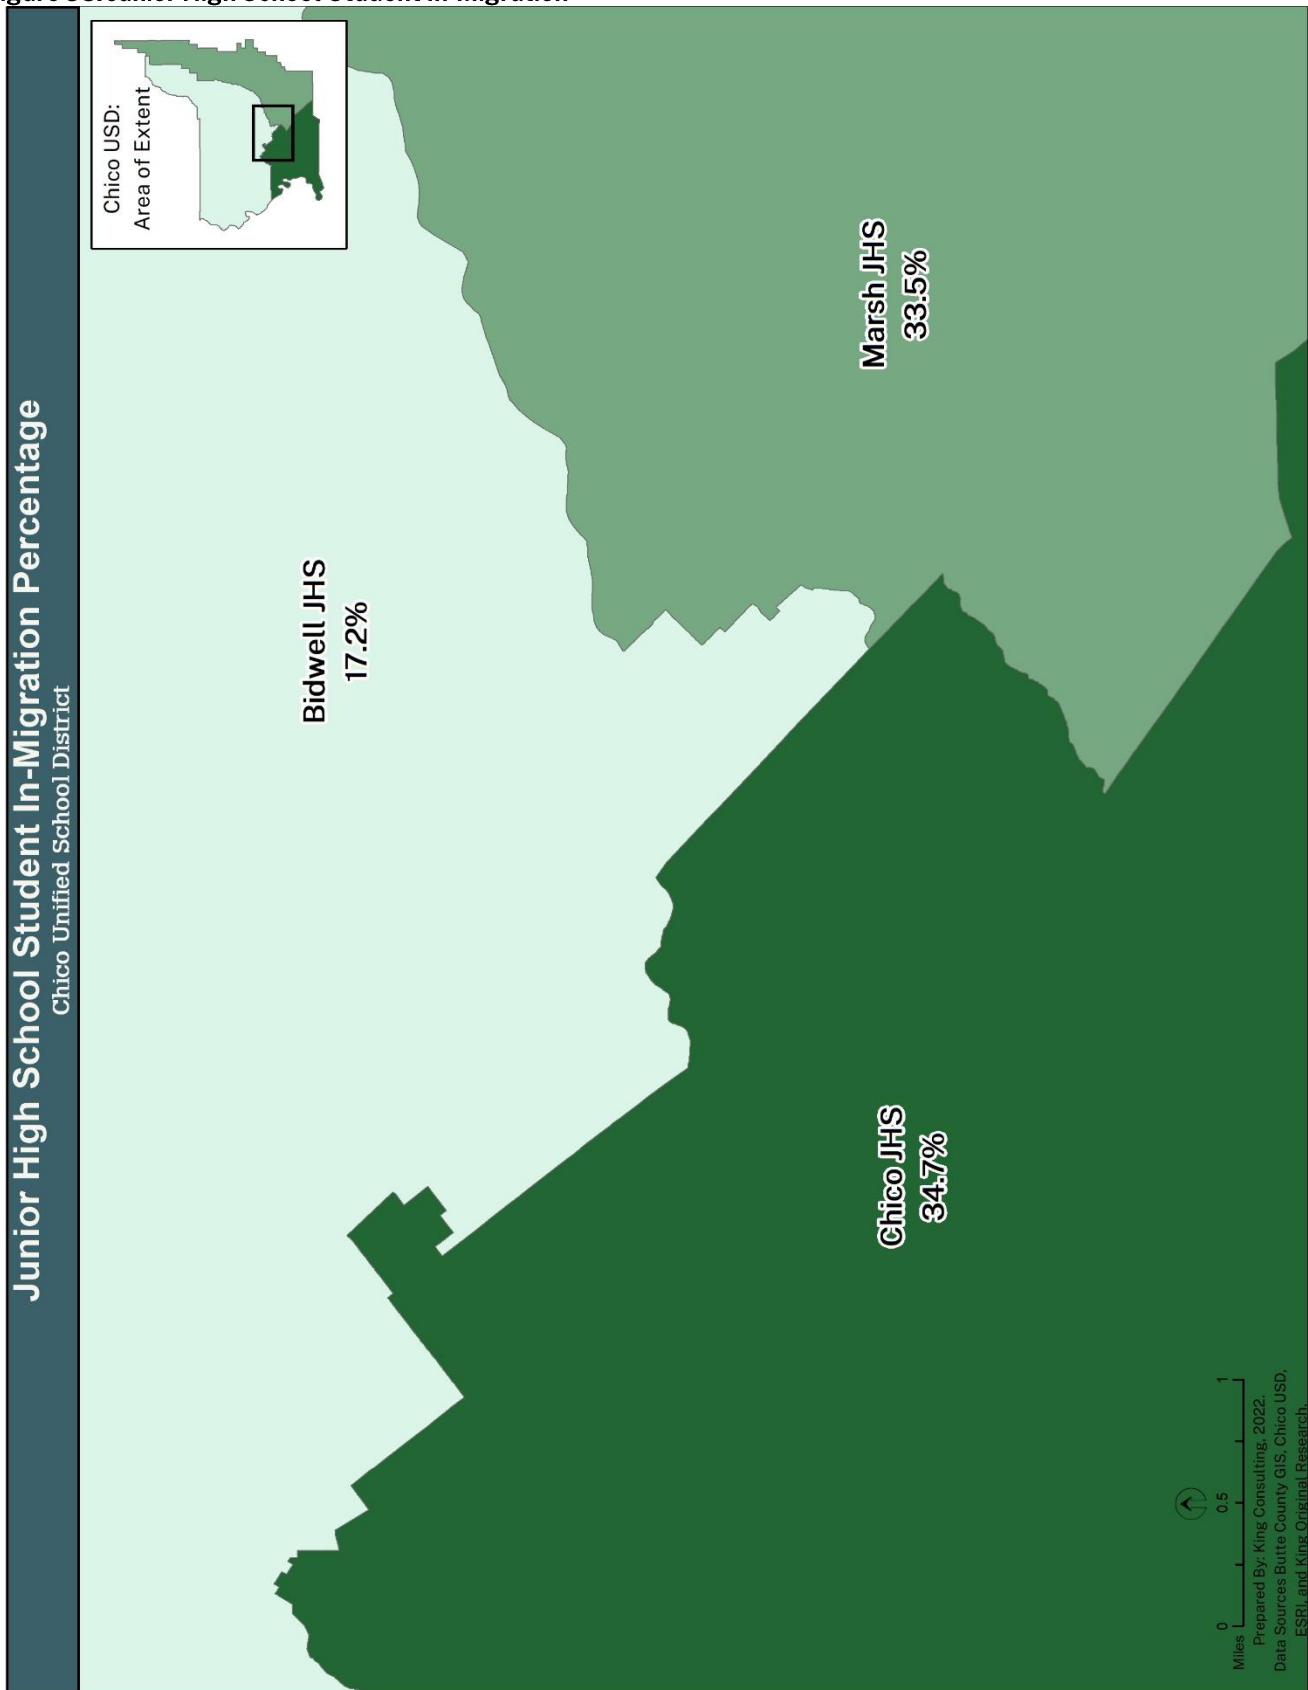 Junior High School Student In-Migration Percentage
Chico Unified School District
Chico USD:
Area of Extent
Bidwell JHS
17.2%
Marsh JHS
33.5%
Chico JHS
34.7%
0 0.5 1
Miles
Prepared By: King Consulting, 2022.
Data Sources Butte County GIS, Chico USD,
ESRI, and King Original Research.